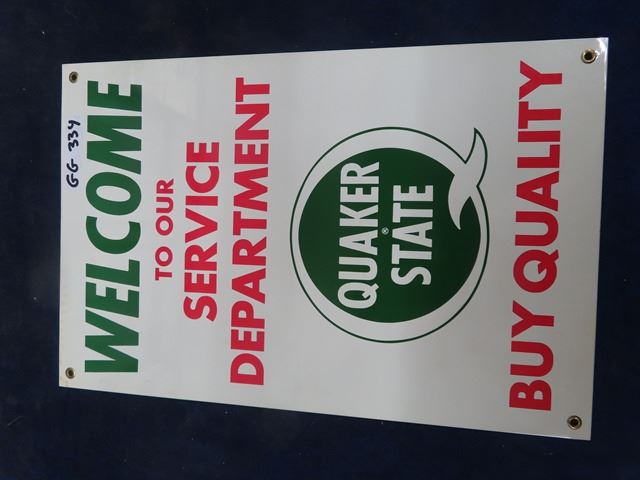 GG-334
WELCOME
TO OUR
SERVICE
DEPARTMENT
QUAKER
STATE®
BUY QUALITY